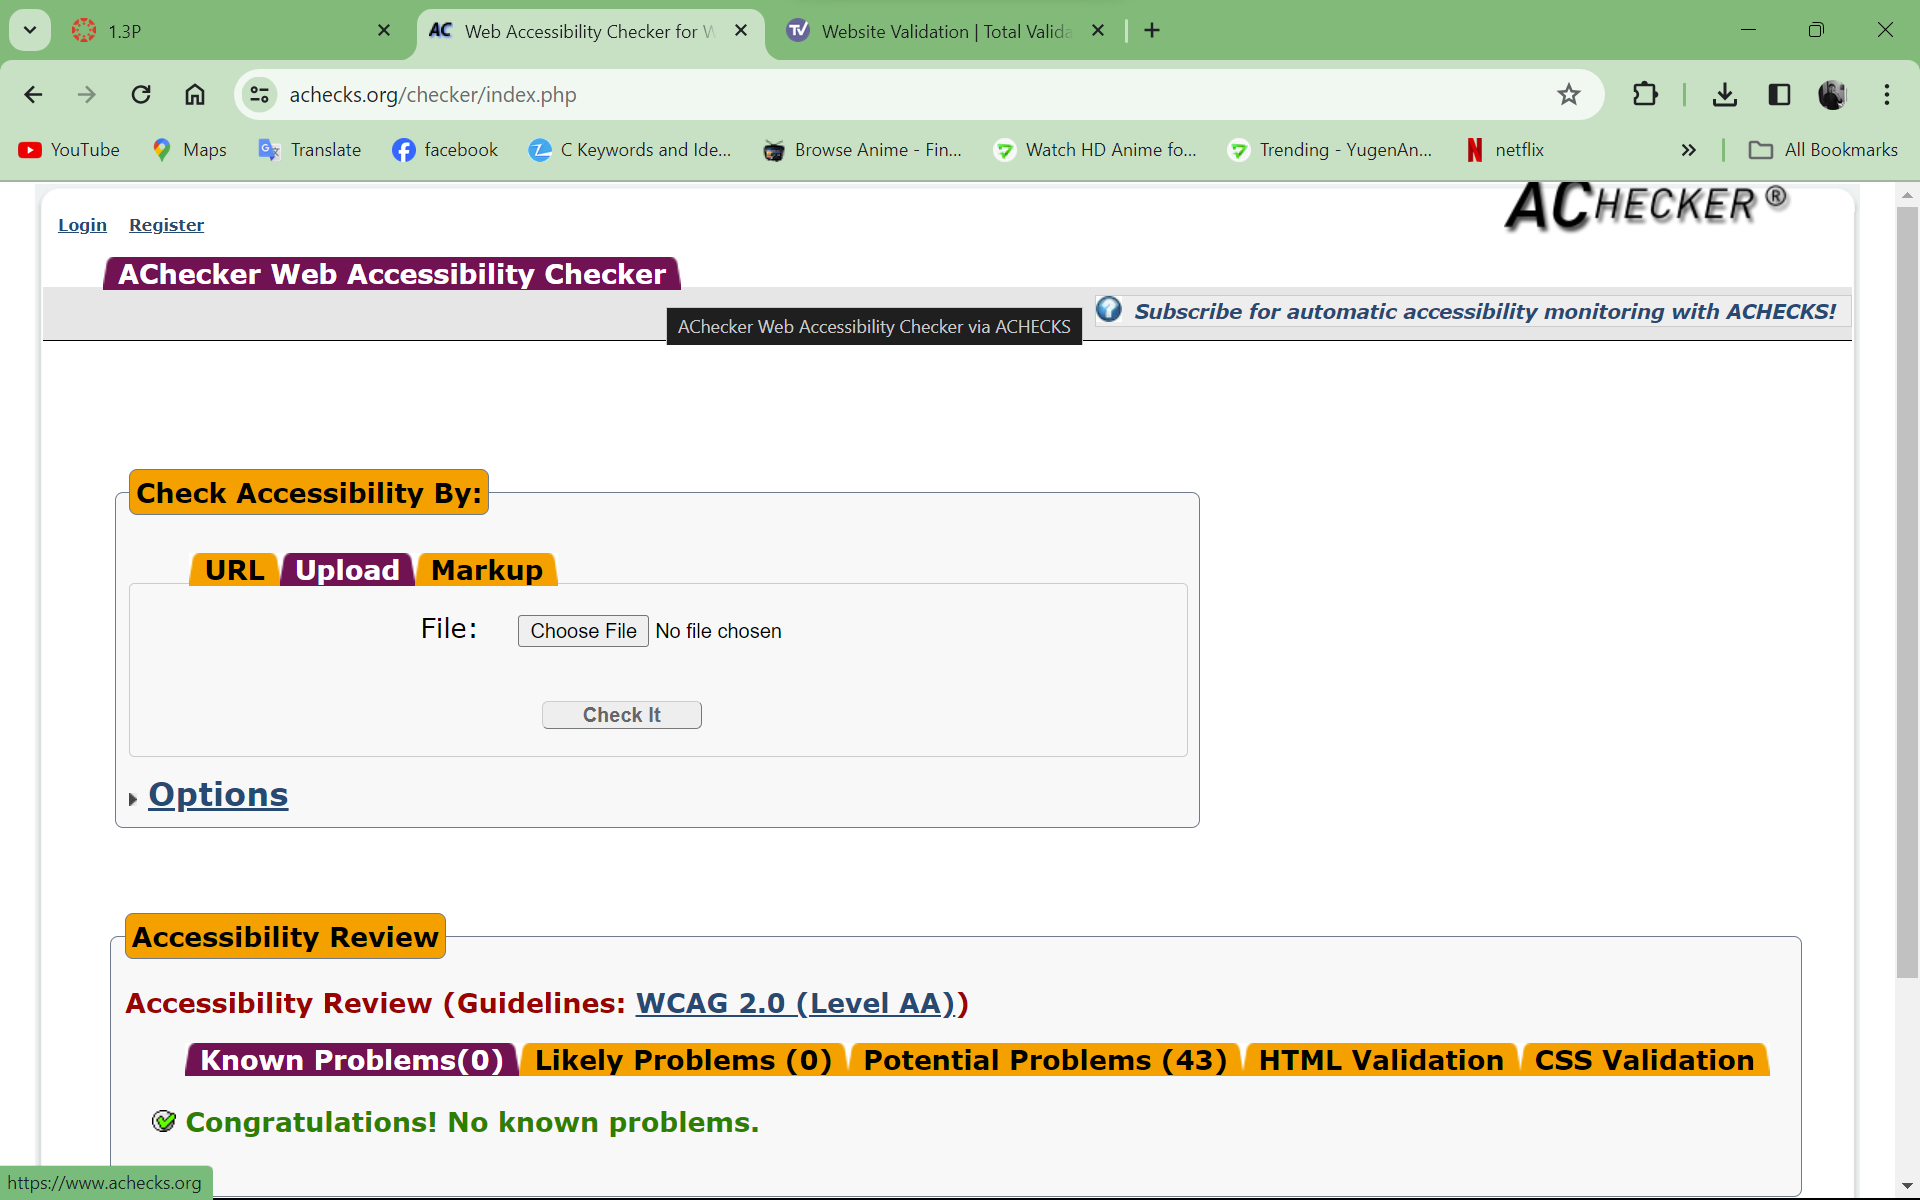 1.3P
AC Web Accessibility Checker for W
TV Website Validation | Total Valida
achecks.org/checker/index.php
YouTube
Maps
Translate
facebook
C Keywords and Ide...
Browse Anime - Fin...
Watch HD Anime fo...
Trending - YugenAn...
netflix
All Bookmarks
Login
Register
ACHECKER ®
AChecker Web Accessibility Checker
AChecker Web Accessibility Checker via ACHECKS
Subscribe for automatic accessibility monitoring with ACHECKS!
Check Accessibility By:
URL
Upload
Markup
File:
Choose File
No file chosen
Check It
Options
Accessibility Review
Accessibility Review (Guidelines: WCAG 2.0 (Level AA))
Known Problems(0)
Likely Problems (0)
Potential Problems (43)
HTML Validation
CSS Validation
Congratulations! No known problems.
https://www.achecks.org